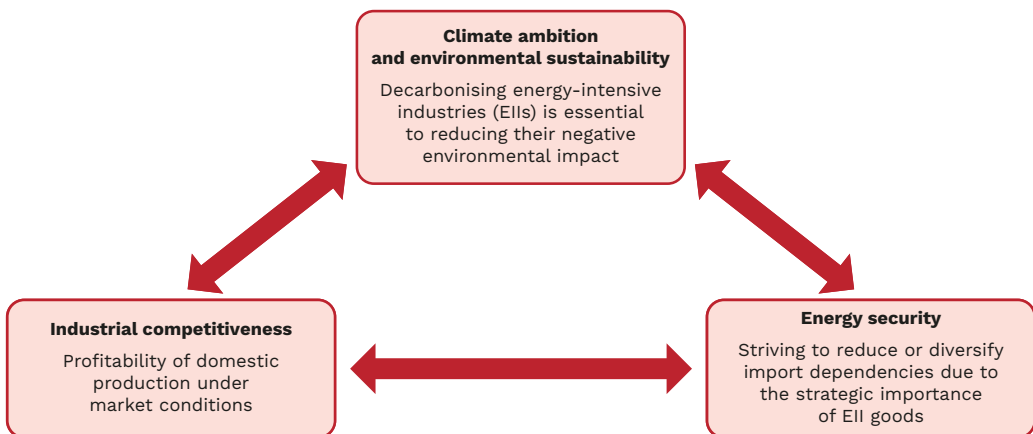 Climate ambition
and environmental sustainability
Decarbonising energy-intensive
industries (EIIs) is essential
to reducing their negative
environmental impact
Industrial competitiveness
Profitability of domestic
production under
market conditions
Energy security
Striving to reduce or diversify
import dependencies due to
the strategic importance
of EII goods